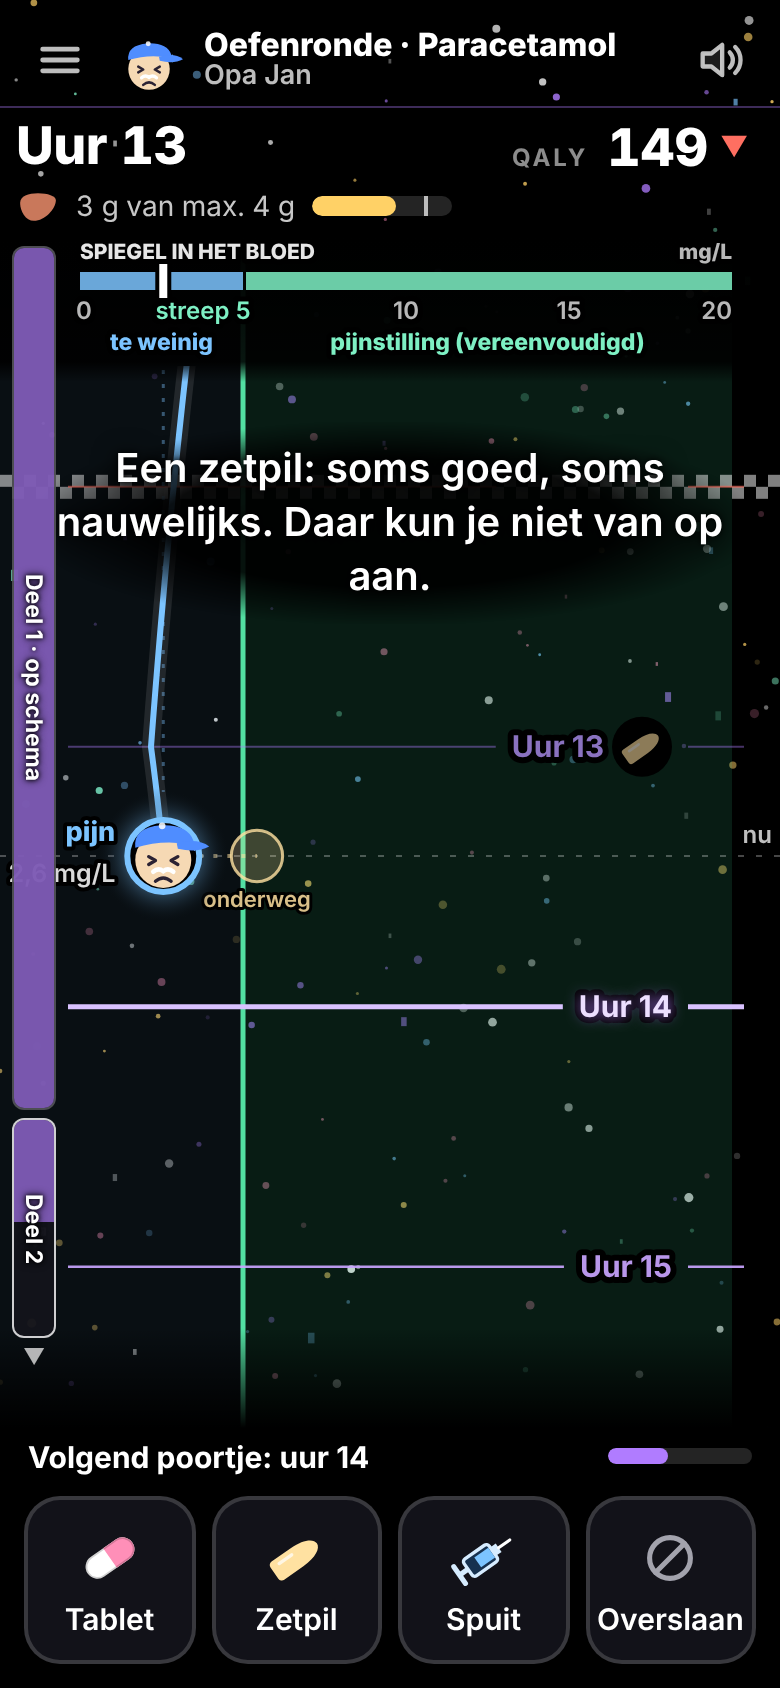 Oefenronde · Paracetamol
Opa Jan
Uur 13
QALY 149
3 g van max. 4 g
SPIEGEL IN HET BLOED mg/L
0 streep 5 10 15 20
te weinig pijnstilling (vereenvoudigd)
Een zetpil: soms goed, soms
nauwelijks. Daar kun je niet van op
aan.
Deel 1 · op schema
Uur 13
pijn
nu
2,6 mg/L
onderweg
Uur 14
Deel 2
Uur 15
Volgend poortje: uur 14
Tablet
Zetpil
Spuit
Overslaan